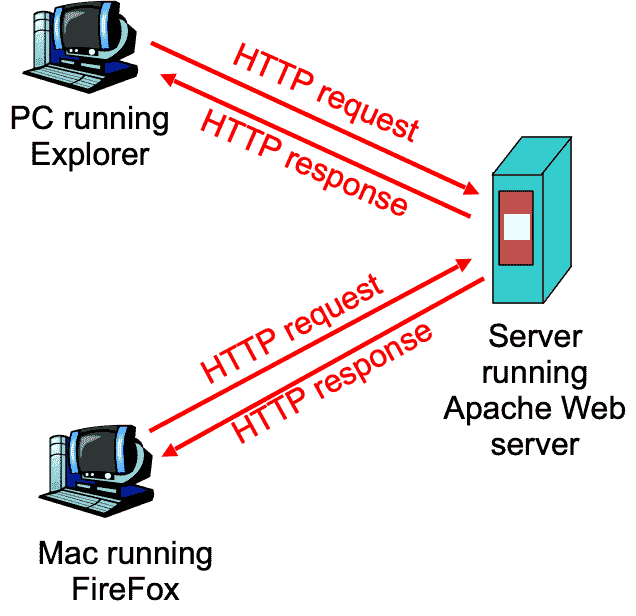 HTTP request
HTTP response
PC running
Explorer
HTTP request
HTTP response
Server
running
Apache Web
server
Mac running
FireFox